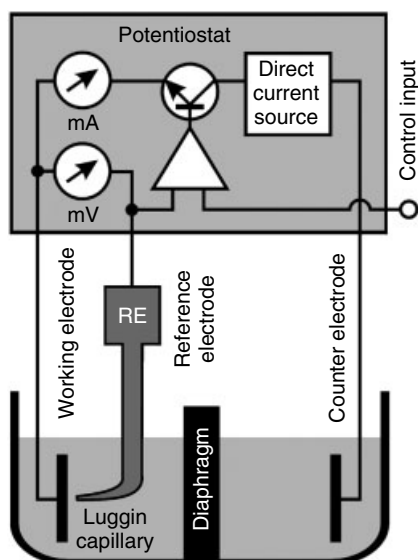 Potentiostat
mA
Direct
current
source
mV
Control input
Working electrode
RE
Reference
electrode
Counter electrode
Luggin
capillary
Diaphragm